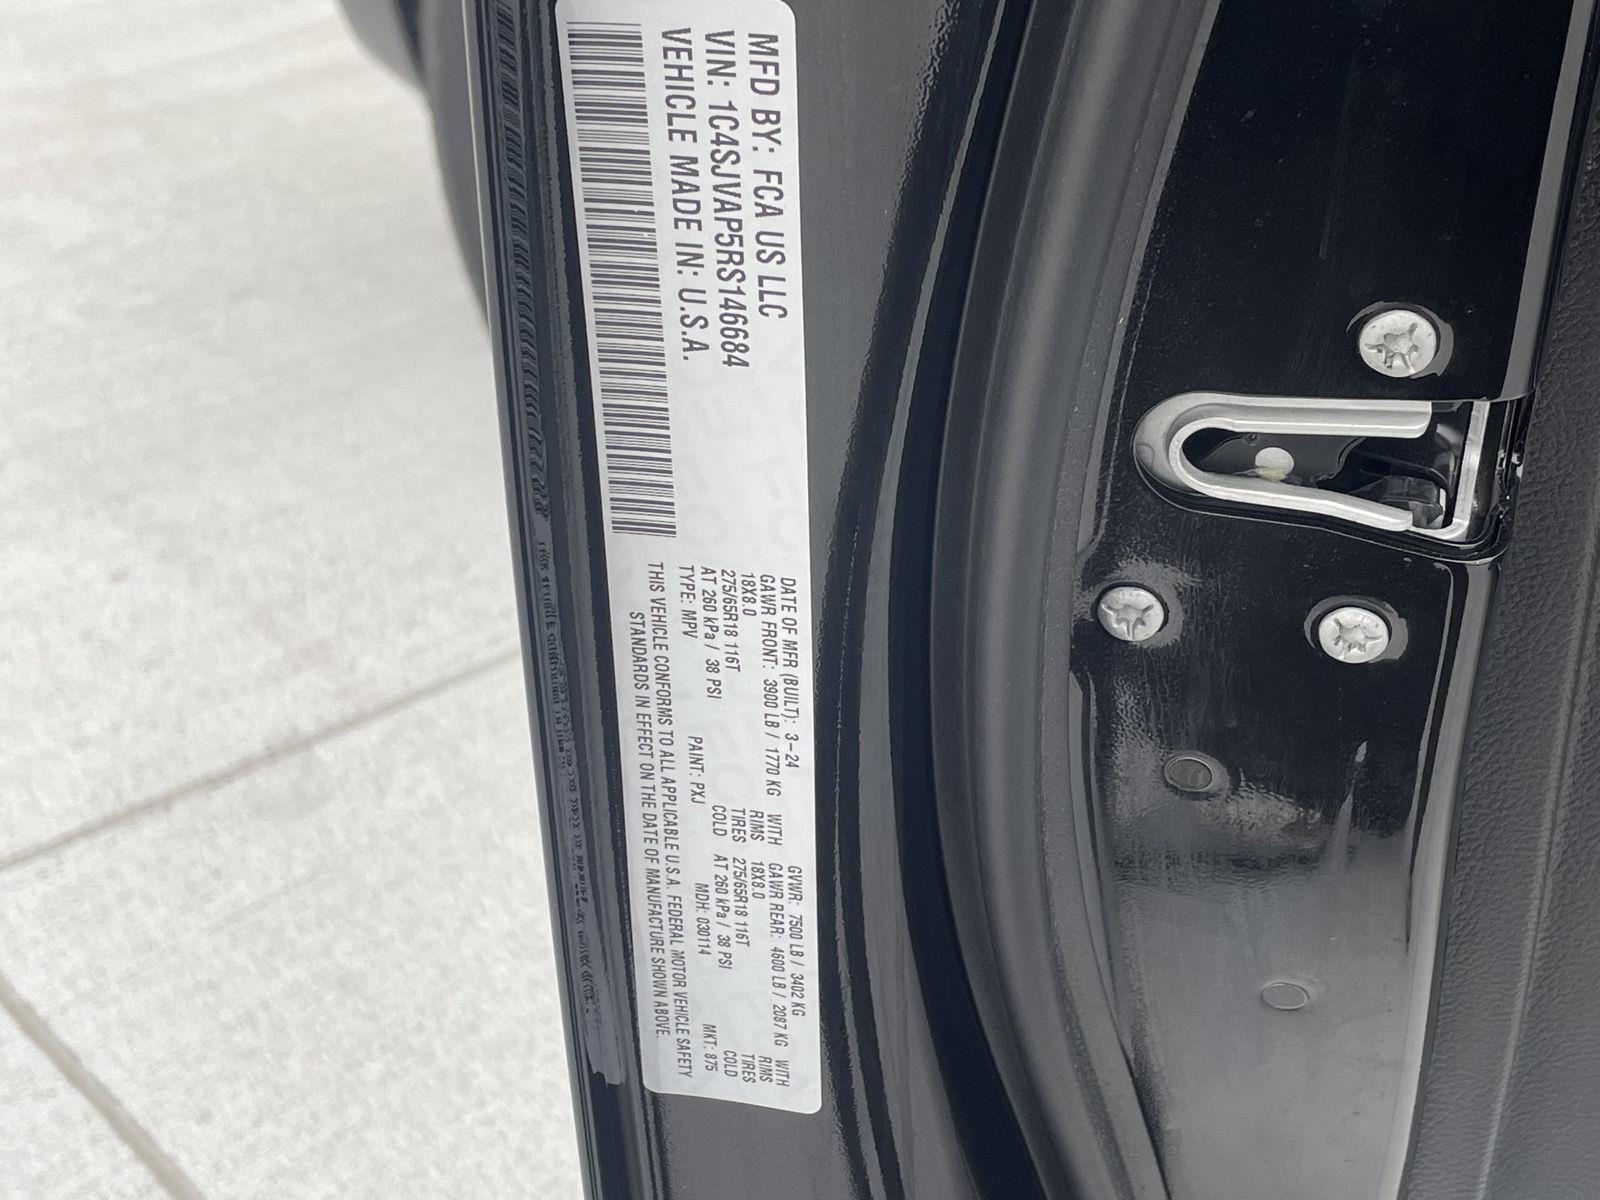 MFD BY: FCA US LLC
VIN: 1C4SJVAP5RS146684
VEHICLE MADE IN: U.S.A.
DATE OF MFR (BUILT): 3-24 GVWR: 7500 LB / 3402 KG
GAWR FRONT: 3900 LB / 1770 KG WITH GAWR REAR: 4600 LB / 2087 KG WITH
18X8.0 RIMS 18X8.0 RIMS
275/65R18 116T TIRES 275/65R18 116T TIRES
AT 260 kPa / 38 PSI COLD AT 260 kPa / 38 PSI COLD
TYPE: MPV PAINT: PXJ MDH: 030114 MKT: 875
THIS VEHICLE CONFORMS TO ALL APPLICABLE U.S.A. FEDERAL MOTOR VEHICLE SAFETY
STANDARDS IN EFFECT ON THE DATE OF MANUFACTURE SHOWN ABOVE.